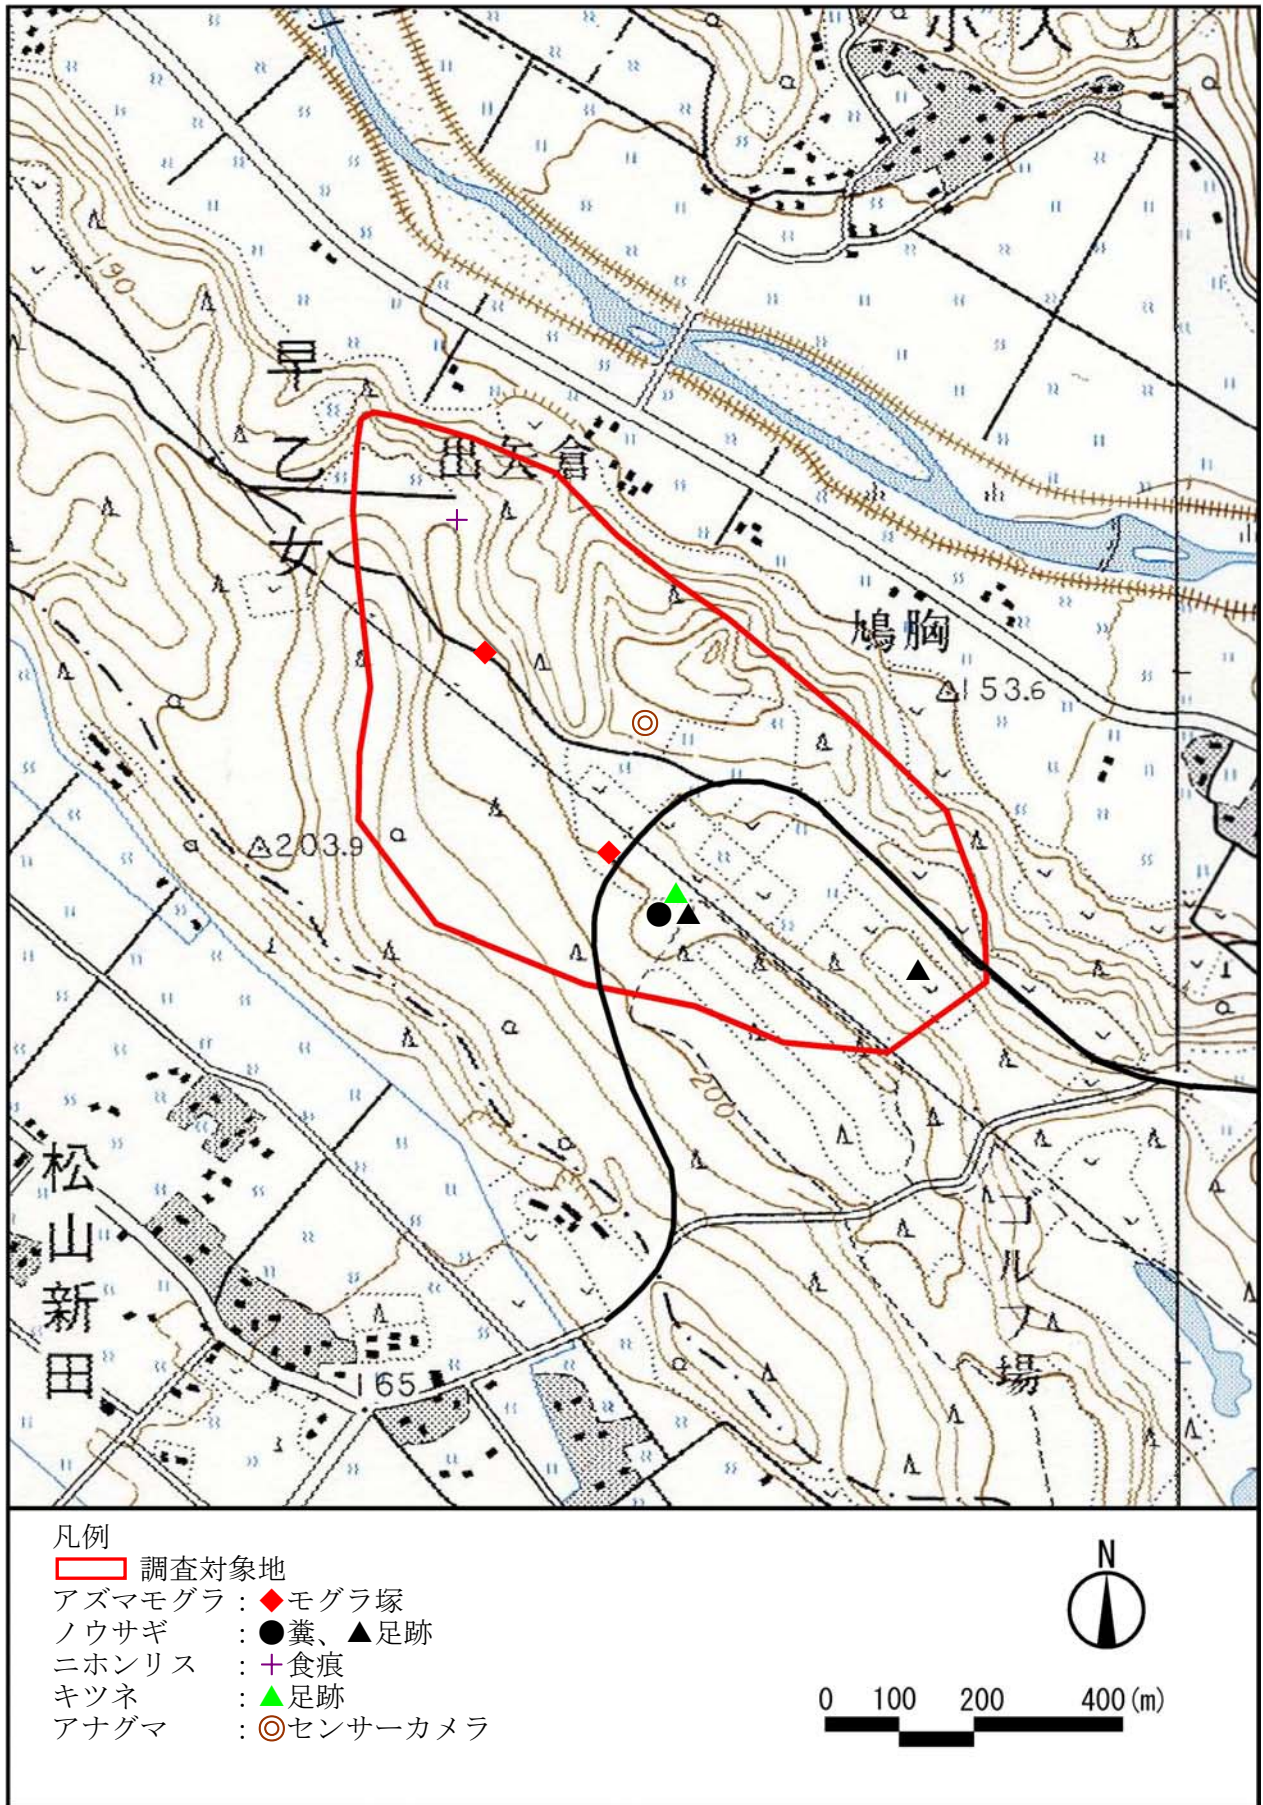 早乙女
出矢倉
鳩胸
190
153.6
203.9
200
松山新田
165
ゴルフ場
凡例
調査対象地
アズマモグラ : ◆モグラ塚
ノウサギ : ●糞、▲足跡
ニホンリス : +食痕
キツネ : ▲足跡
アナグマ : ◎センサーカメラ
N
0 100 200 400(m)